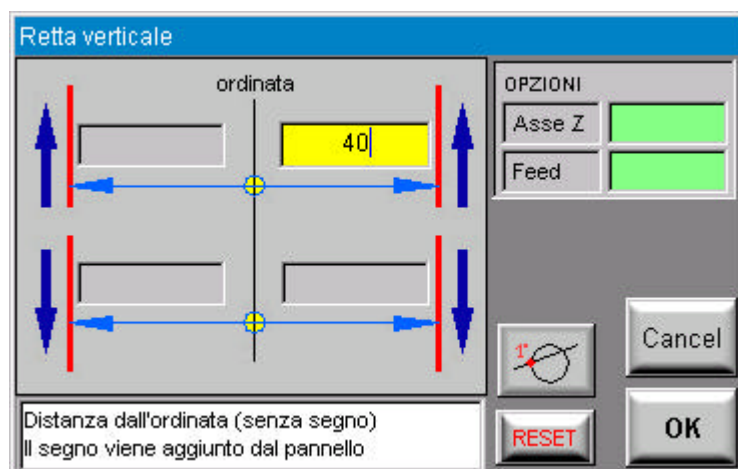 Retta verticale
ordinata
40
OPZIONI
Asse Z
Feed
1°
Cancel
RESET
OK
Distanza dall'ordinata (senza segno)
Il segno viene aggiunto dal pannello